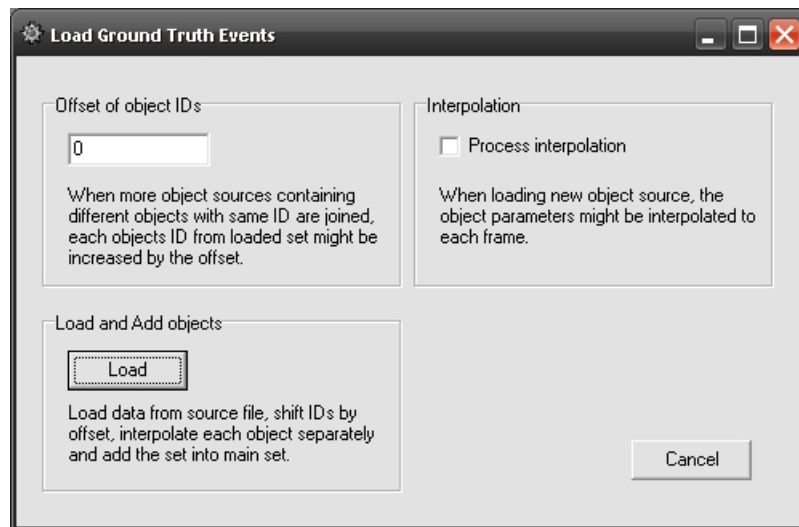 Load Ground Truth Events
Offset of object IDs
0
When more object sources containing
different objects with same ID are joined,
each objects ID from loaded set might be
increased by the offset.
Interpolation
Process interpolation
When loading new object source, the
object parameters might be interpolated to
each frame.
Load and Add objects
Load
Load data from source file, shift IDs by
offset, interpolate each object separately
and add the set into main set.
Cancel